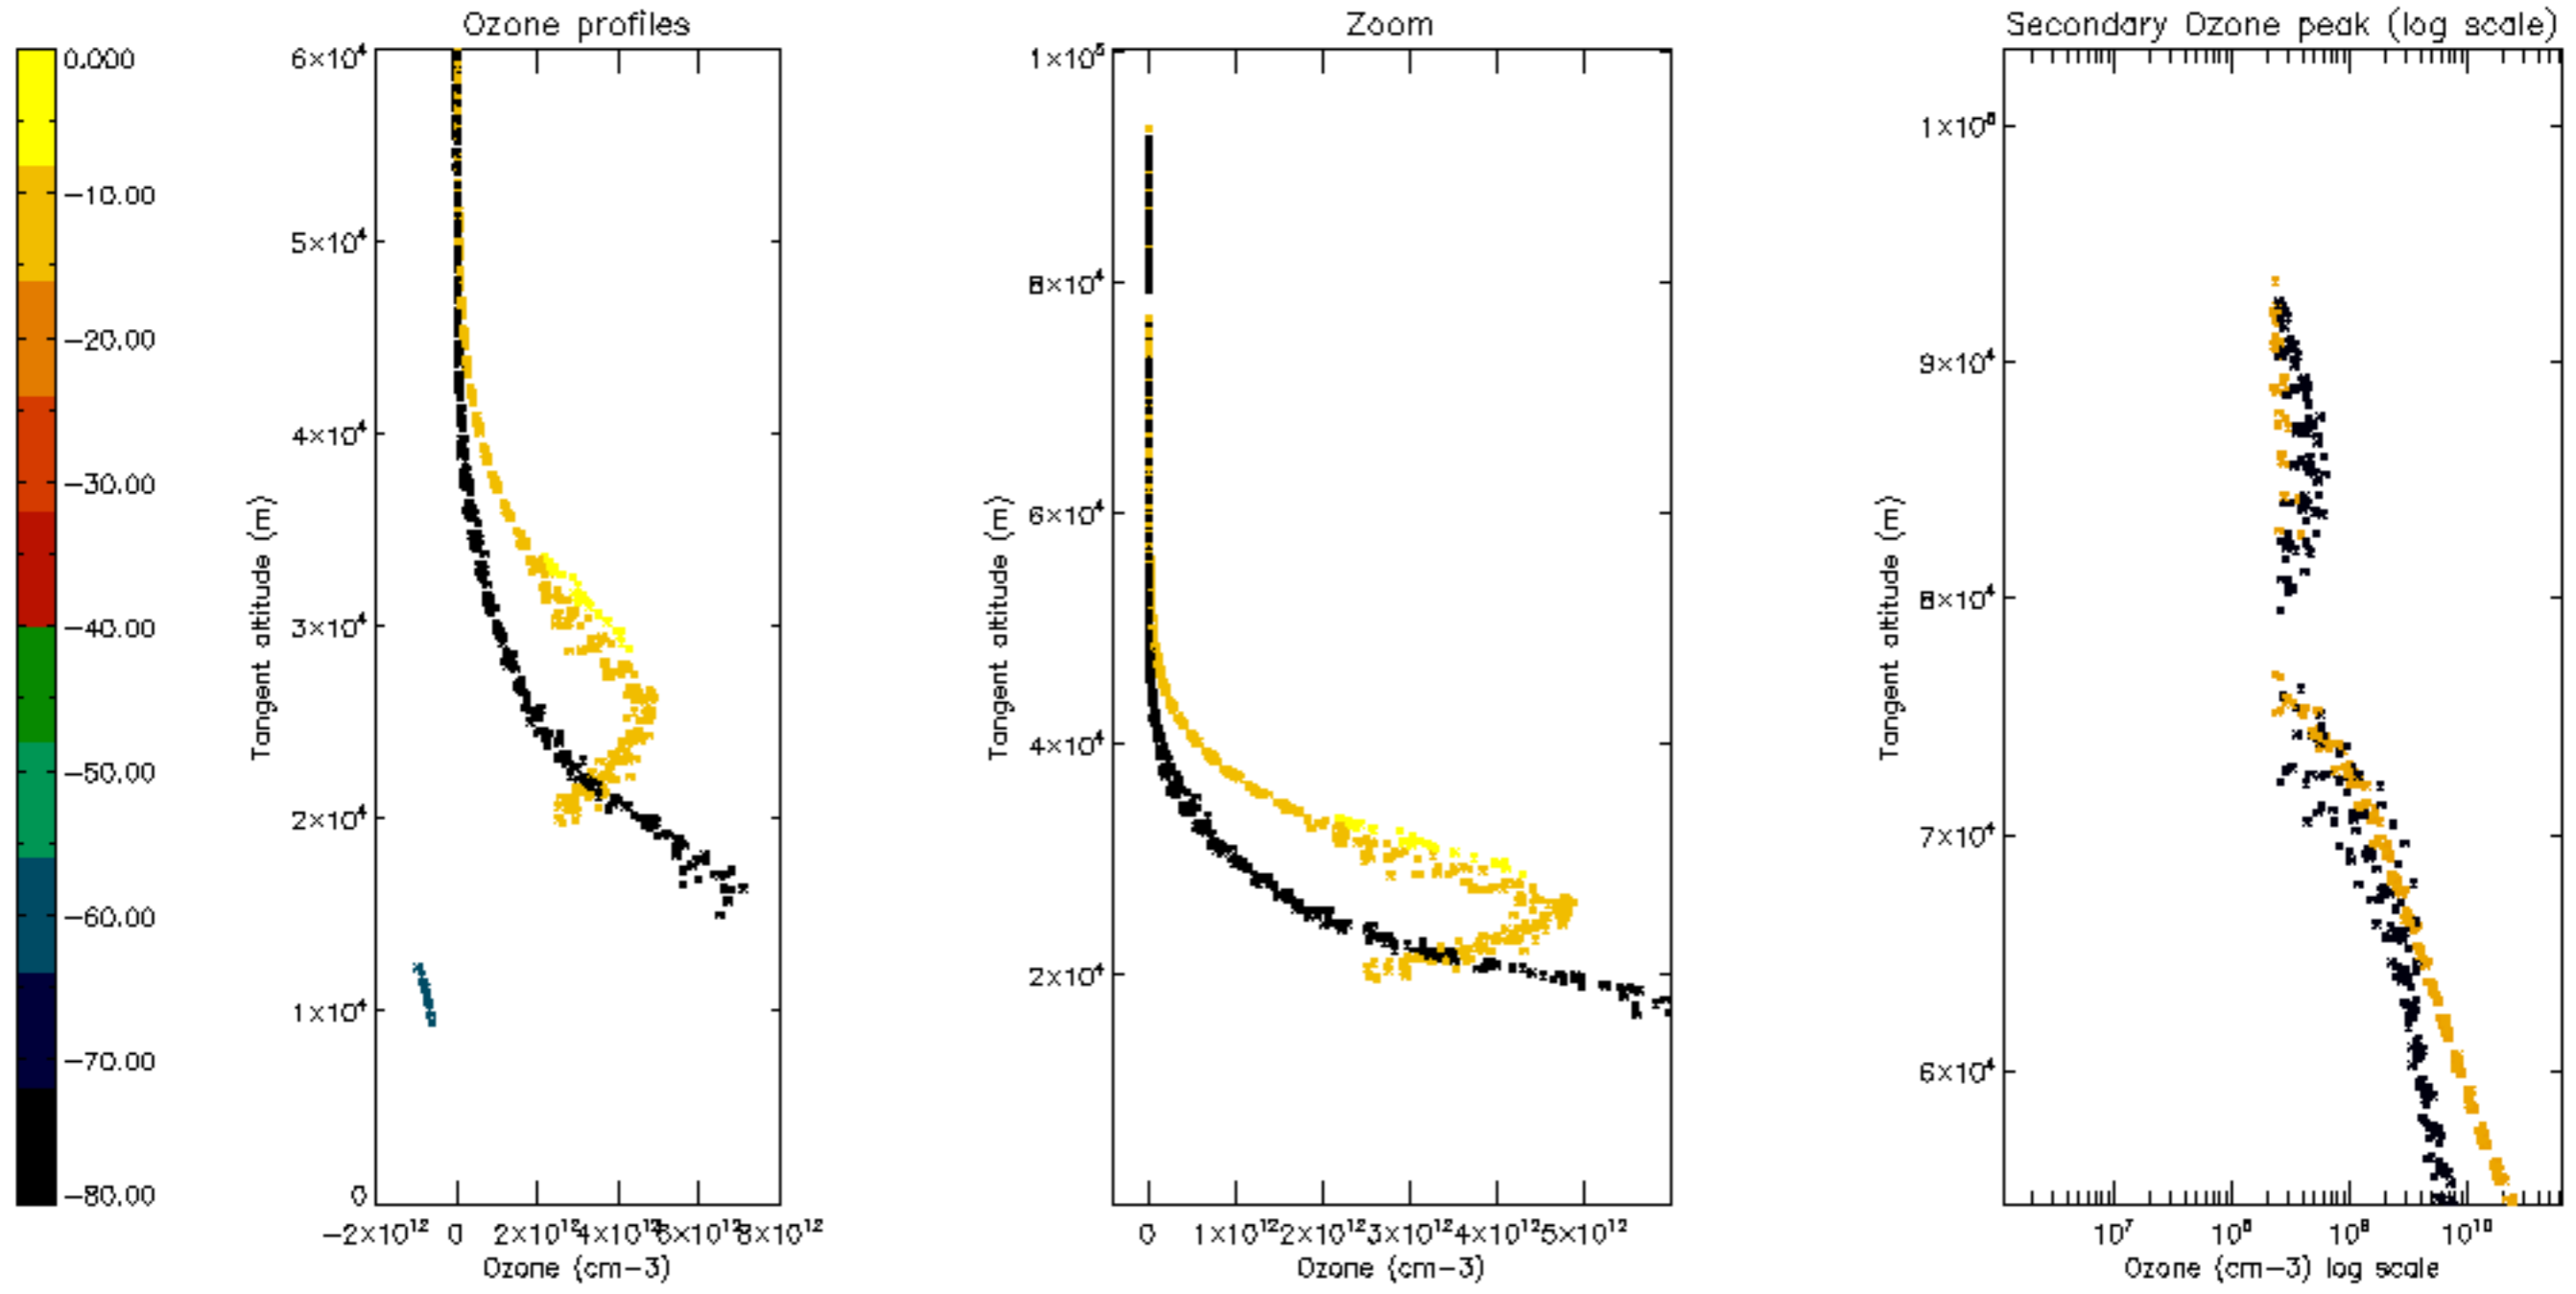 Ozone profiles
Zoom
Secondary Ozone peak (log scale)
0.000
−10.00
−20.00
−30.00
−40.00
−50.00
−60.00
−70.00
−80.00
6×10⁴
5×10⁴
4×10⁴
3×10⁴
2×10⁴
1×10⁴
0
Tangent altitude (m)
−2×10¹² 0 2×10¹² 4×10¹² 6×10¹² 8×10¹²
Ozone (cm−3)
1×10⁵
8×10⁴
6×10⁴
4×10⁴
2×10⁴
Tangent altitude (m)
0 1×10¹² 2×10¹² 3×10¹² 4×10¹² 5×10¹²
Ozone (cm−3)
1×10⁵
9×10⁴
8×10⁴
7×10⁴
6×10⁴
Tangent altitude (m)
10⁷ 10⁸ 10⁹ 10¹⁰
Ozone (cm−3) log scale